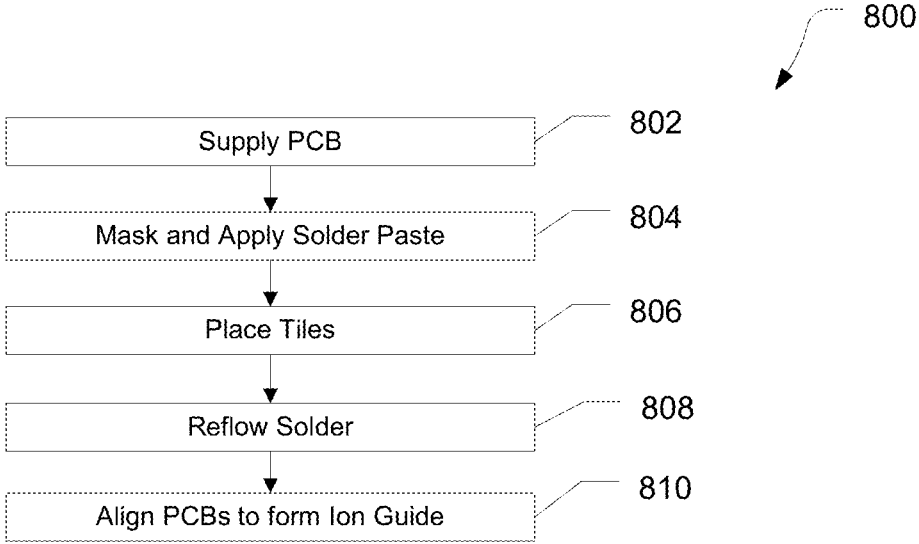 800
Supply PCB
802
Mask and Apply Solder Paste
804
Place Tiles
806
Reflow Solder
808
Align PCBs to form Ion Guide
810